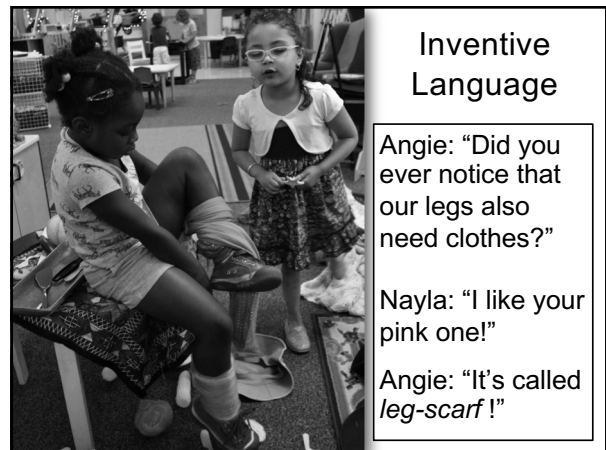 Inventive
Language
Angie: “Did you
ever notice that
our legs also
need clothes?”
Nayla: “I like your
pink one!”
Angie: “It’s called
leg-scarf !”